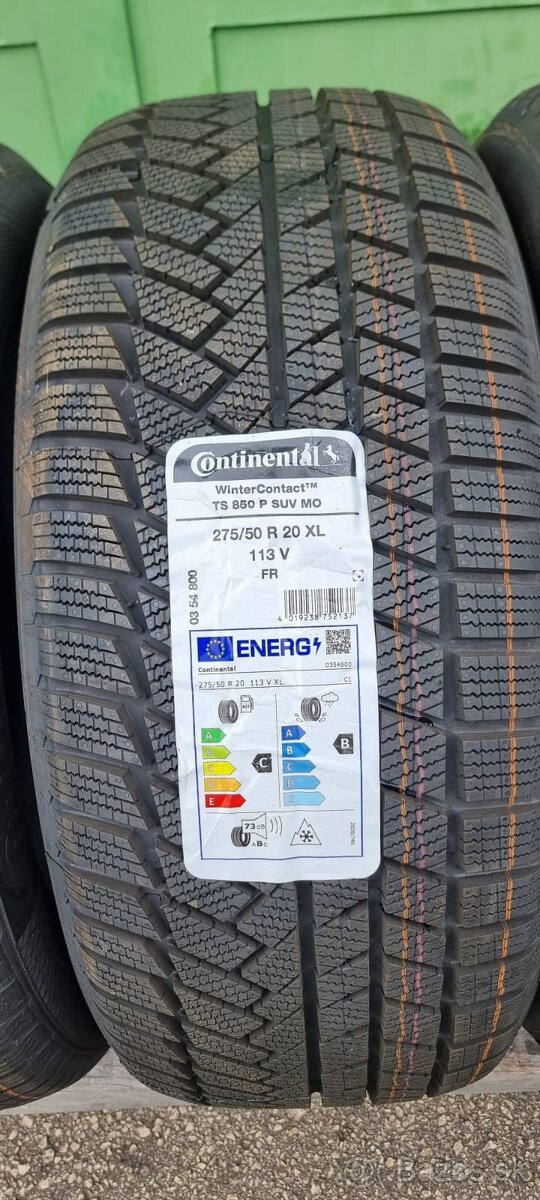 Continental
WinterContact™
TS 850 P SUV MO
275/50 R 20 XL
113 V
FR
03 54 800
4 019238 752137
ENERG
Continental
0354800
275/50 R 20 113 V XL
C1
A
B
C
D
E
C
A
B
C
D
E
B
73 dB
ABC
2020/740
Bazos.sk